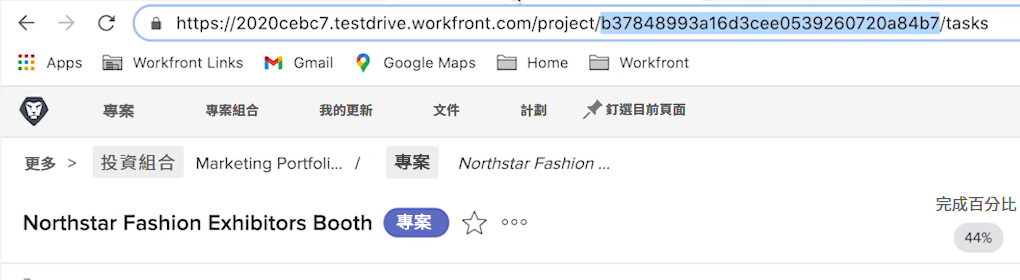 https://2020cebc7.testdrive.workfront.com/project/b37848993a16d3cee0539260720a84b7/tasks
Apps Workfront Links Gmail Google Maps Home Workfront
專案 專案組合 我的更新 文件 計劃 釘選目前頁面
更多 > 投資組合 Marketing Portfoli... / 專案 Northstar Fashion ...
完成百分比
Northstar Fashion Exhibitors Booth 專案
44%